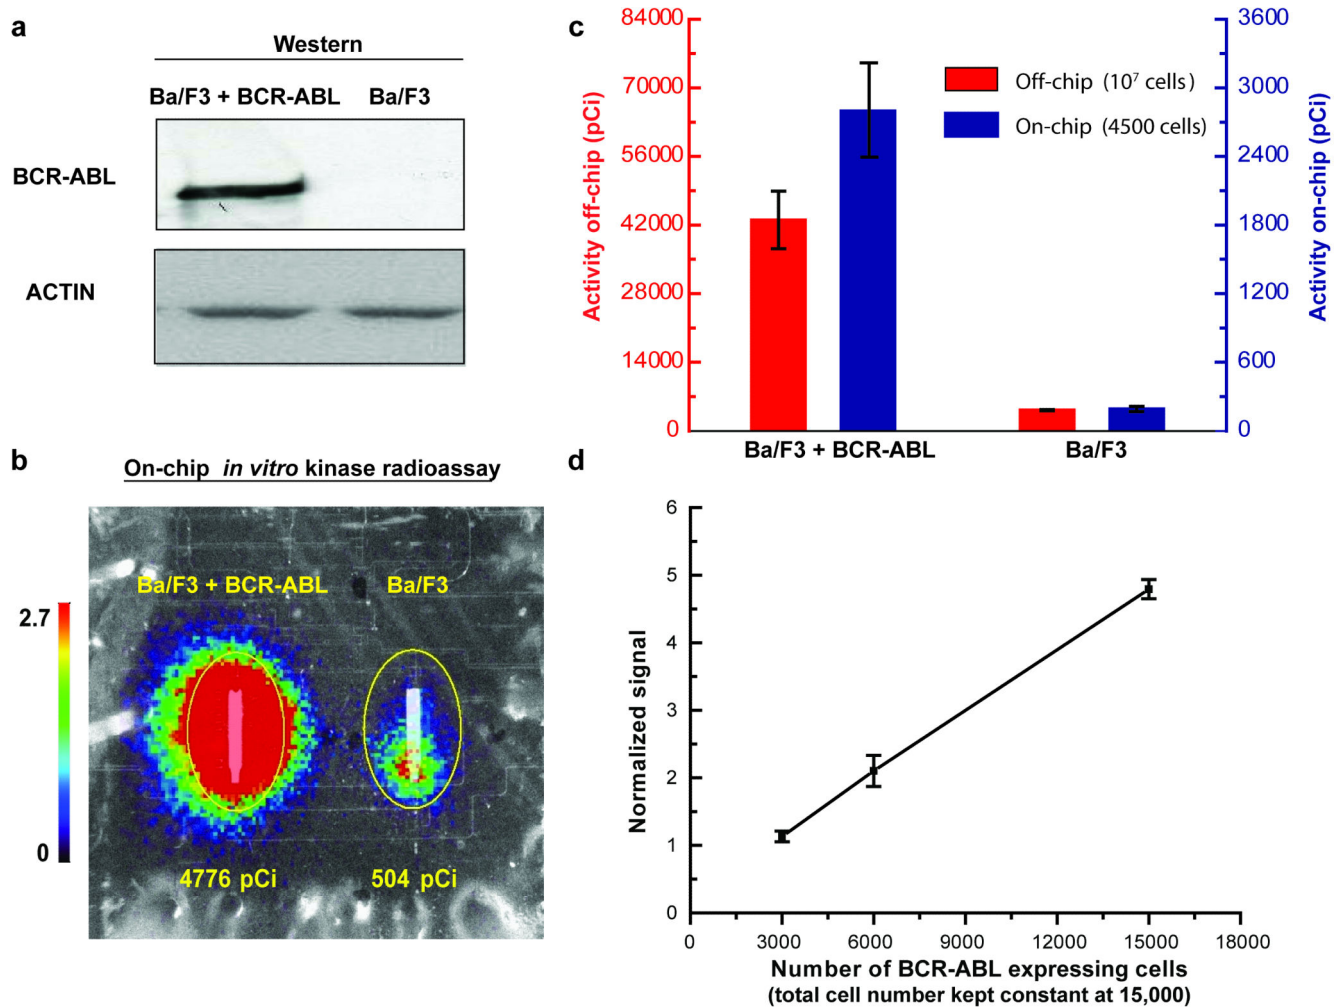 a
Western
Ba/F3 + BCR-ABL Ba/F3
BCR-ABL
ACTIN
b
On-chip in vitro kinase radioassay
Ba/F3 + BCR-ABL Ba/F3
2.7
0
4776 pCi 504 pCi
c
Activity off-chip (pCi)
84000
70000
56000
42000
28000
14000
0
Off-chip (10⁷ cells)
On-chip (4500 cells)
3600
3000
2400
1800
1200
600
0
Activity on-chip (pCi)
Ba/F3 + BCR-ABL Ba/F3
d
Normalized signal
6
5
4
3
2
1
0
0 3000 6000 9000 12000 15000 18000
Number of BCR-ABL expressing cells
(total cell number kept constant at 15,000)